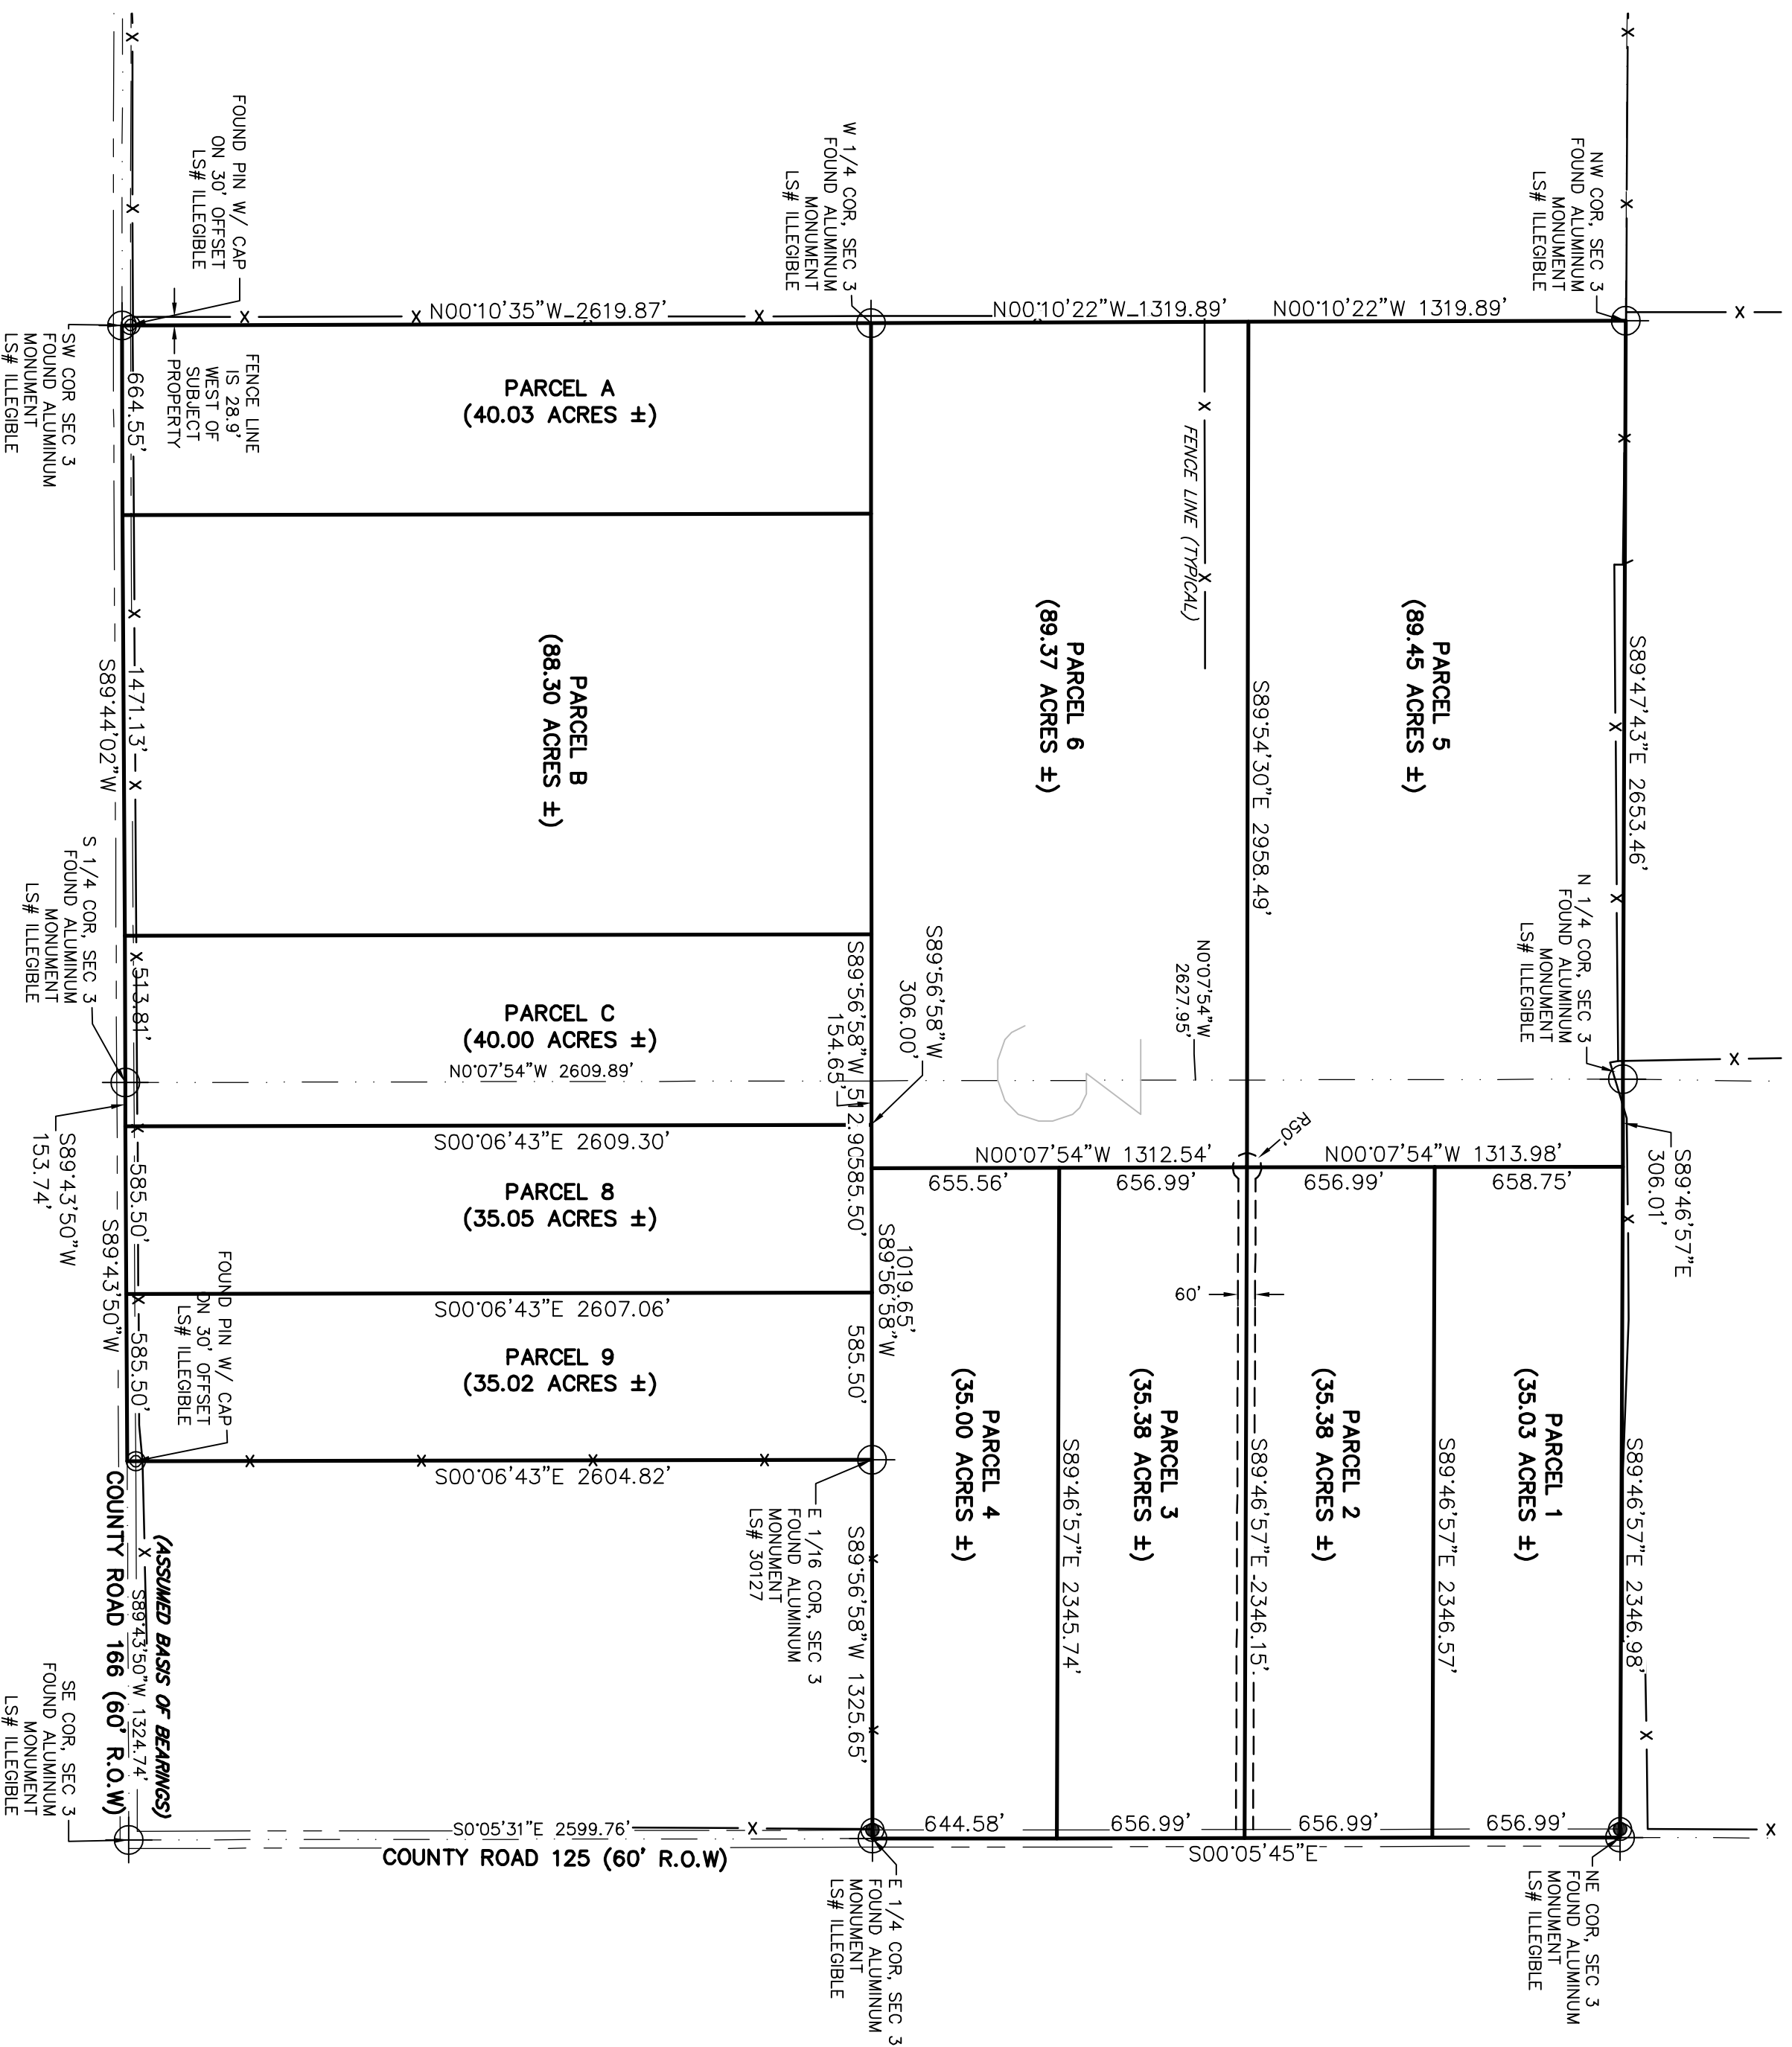 NW COR, SEC 3
FOUND ALUMINUM
MONUMENT
LS# ILLEGIBLE
S89°47'43"E 2653.46'
N 1/4 COR, SEC 3
FOUND ALUMINUM
MONUMENT
LS# ILLEGIBLE
S89°46'57"E
306.01'
S89°46'57"E 2346.98'
NE COR, SEC 3
FOUND ALUMINUM
MONUMENT
LS# ILLEGIBLE
N00°10'22"W 1319.89'
PARCEL 5
(89.45 ACRES ±)
N00°07'54"W 1313.98'
658.75'
656.99'
PARCEL 1
(35.03 ACRES ±)
656.99'
S89°46'57"E 2346.57'
PARCEL 2
(35.38 ACRES ±)
656.99'
S89°54'30"E 2958.49'
R50'
S89°46'57"E 2346.15'
60'
FENCE LINE (TYPICAL)
N0°07'54"W
2627.95'
N00°10'22"W 1319.89'
PARCEL 6
(89.37 ACRES ±)
3
N00°07'54"W 1312.54'
656.99'
655.56'
PARCEL 3
(35.38 ACRES ±)
656.99'
S89°46'57"E 2345.74'
PARCEL 4
(35.00 ACRES ±)
644.58'
S00°05'45"E
W 1/4 COR, SEC 3
FOUND ALUMINUM
MONUMENT
LS# ILLEGIBLE
S89°56'58"W
306.00'
154.65'
S89°56'58"W 512.90'
585.50'
1019.65'
S89°56'58"W
585.50'
S89°56'58"W 1325.65'
E 1/4 COR, SEC 3
FOUND ALUMINUM
MONUMENT
LS# ILLEGIBLE
E 1/16 COR, SEC 3
FOUND ALUMINUM
MONUMENT
LS# 30127
N00°10'35"W 2619.87'
PARCEL A
(40.03 ACRES ±)
PARCEL B
(88.30 ACRES ±)
PARCEL C
(40.00 ACRES ±)
N0°07'54"W 2609.89'
S00°06'43"E 2609.30'
PARCEL 8
(35.05 ACRES ±)
S00°06'43"E 2607.06'
PARCEL 9
(35.02 ACRES ±)
S00°06'43"E 2604.82'
S0°05'31"E 2599.76'
COUNTY ROAD 125 (60' R.O.W)
FOUND PIN W/ CAP
ON 30' OFFSET
LS# ILLEGIBLE
FENCE LINE
IS 28.9'
WEST OF
SUBJECT
PROPERTY
664.55'
1471.13'
513.81'
585.50'
585.50'
FOUND PIN W/ CAP
ON 30' OFFSET
LS# ILLEGIBLE
(ASSUMED BASIS OF BEARINGS)
S89°43'50"W 1324.74'
COUNTY ROAD 166 (60' R.O.W)
S89°44'02"W
S89°43'50"W
SW COR SEC 3
FOUND ALUMINUM
MONUMENT
LS# ILLEGIBLE
S 1/4 COR, SEC 3
FOUND ALUMINUM
MONUMENT
LS# ILLEGIBLE
S89°43'50"W
153.74'
SE COR, SEC 3
FOUND ALUMINUM
MONUMENT
LS# ILLEGIBLE